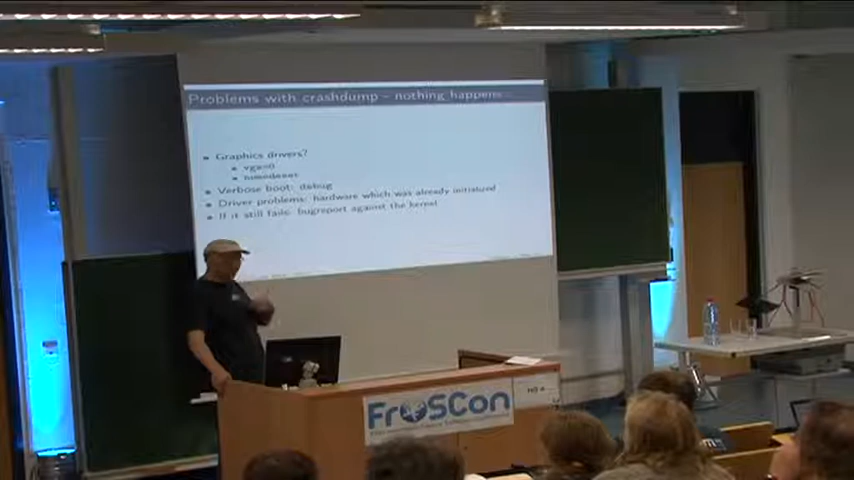 Problems with crashdump – nothing happens
Graphics drivers?
vga=0
nomodeset
Verbose boot: debug
Driver problems: hardware which was already initialized
If it still fails: bugreport against the kernel
FrOSCon